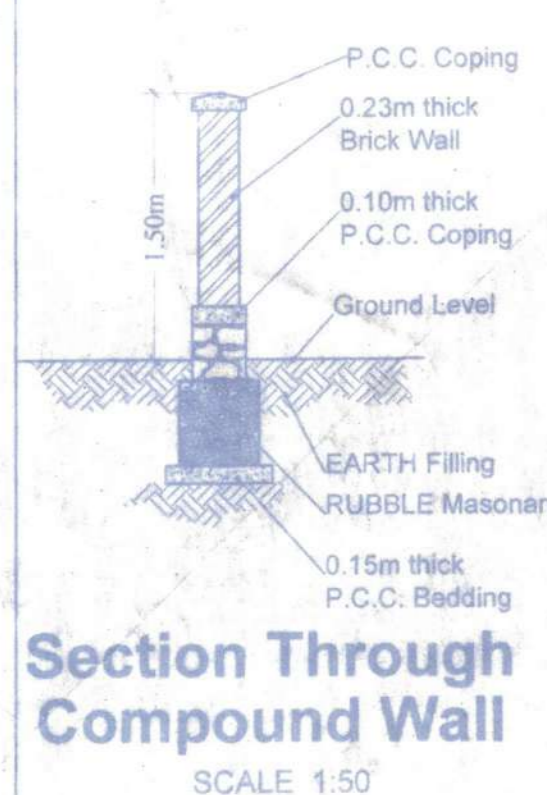 P.C.C. Coping
0.23m thick
Brick Wall
1.50m
0.10m thick
P.C.C. Coping
Ground Level
EARTH Filling
RUBBLE Masonar
0.15m thick
P.C.C. Bedding
Section Through
Compound Wall
SCALE 1:50